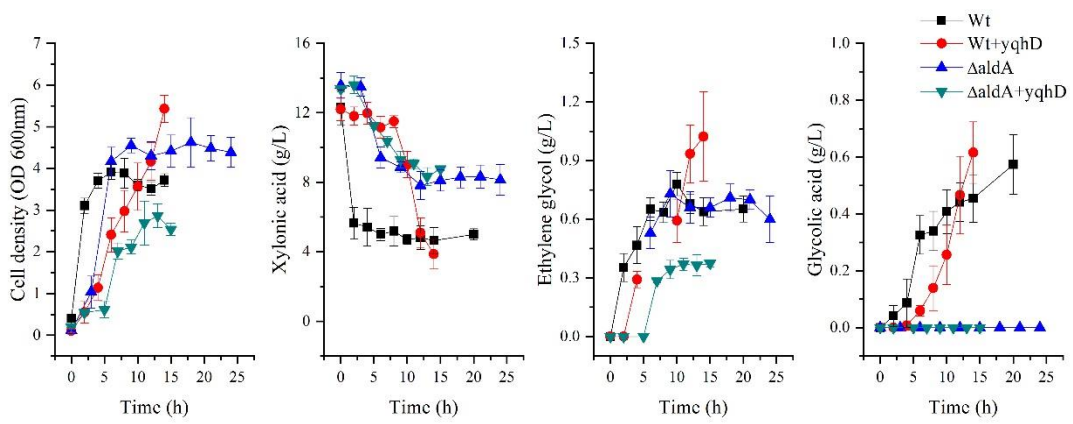 Wt
Wt+yqhD
ΔaldA
ΔaldA+yqhD
Cell density (OD 600nm)
7
6
5
4
3
2
1
0
0 5 10 15 20 25
Time (h)
Xylonic acid (g/L)
16
12
8
4
0
0 5 10 15 20 25
Time (h)
Ethylene glycol (g/L)
1.5
1.2
0.9
0.6
0.3
0.0
0 5 10 15 20 25
Time (h)
Glycolic acid (g/L)
1.0
0.8
0.6
0.4
0.2
0.0
0 5 10 15 20 25
Time (h)